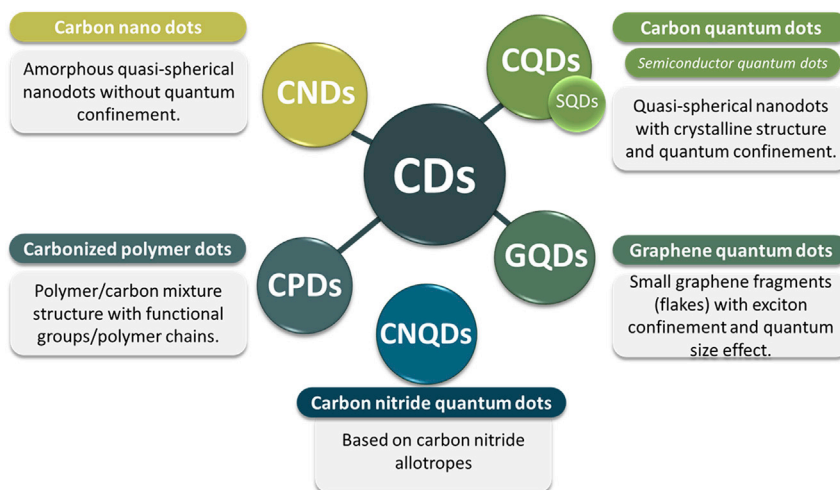 Carbon nano dots
Amorphous quasi-spherical
nanodots without quantum
confinement.
CNDs
CQDs
SQDs
Carbon quantum dots
Semiconductor quantum dots
Quasi-spherical nanodots
with crystalline structure
and quantum confinement.
CDs
Carbonized polymer dots
Polymer/carbon mixture
structure with functional
groups/polymer chains.
CPDs
GQDs
Graphene quantum dots
Small graphene fragments
(flakes) with exciton
confinement and quantum
size effect.
CNQDs
Carbon nitride quantum dots
Based on carbon nitride
allotropes